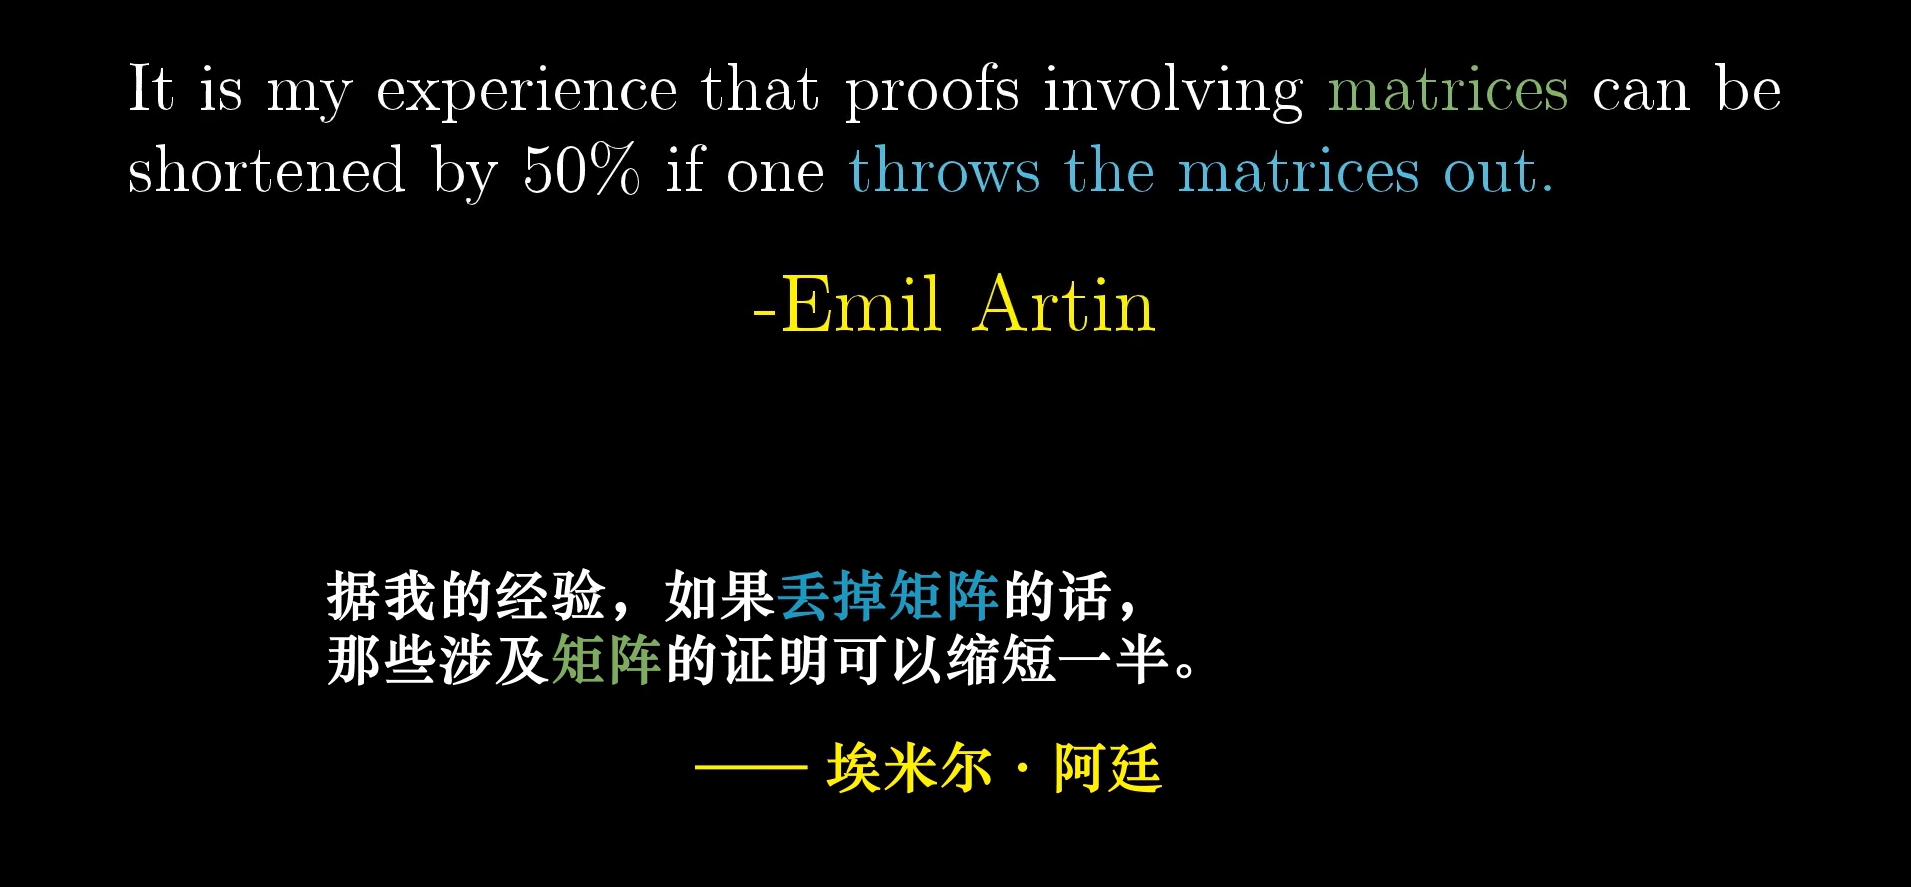 It is my experience that proofs involving matrices can be
shortened by 50% if one throws the matrices out.
-Emil Artin
据我的经验，如果丢掉矩阵的话，
那些涉及矩阵的证明可以缩短一半。
—— 埃米尔 · 阿廷